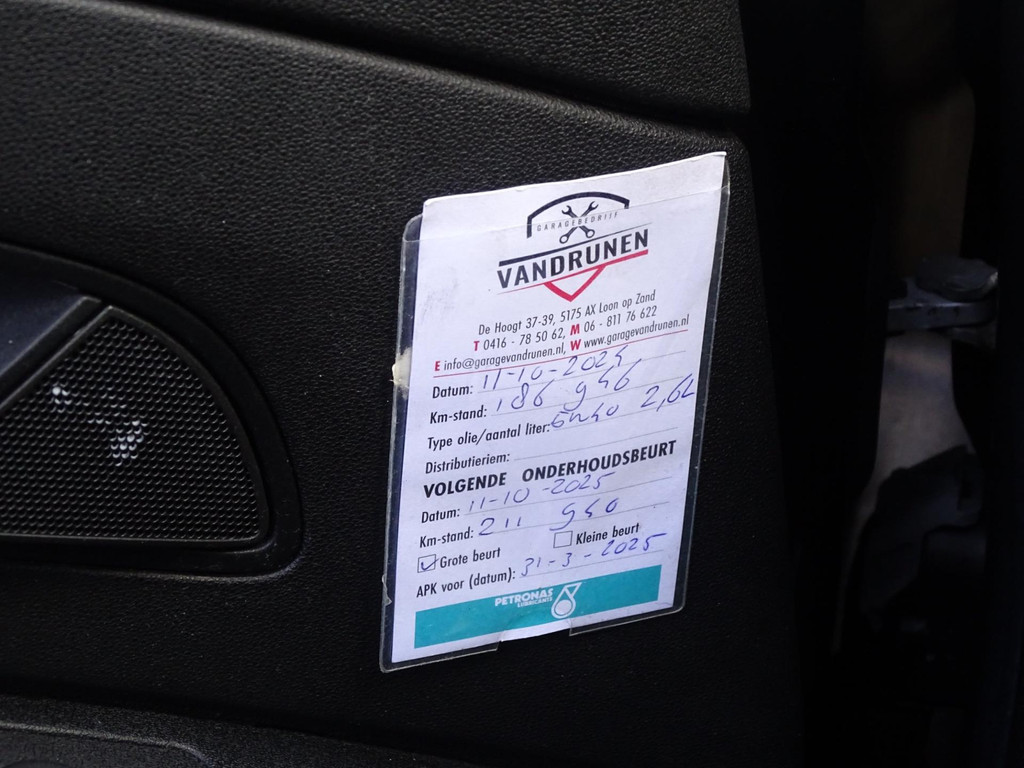 GARAGEBEDRIJF
VANDRUNEN
De Hoogt 37-39, 5175 AX Loon op Zand
T 0416 - 78 50 62, M 06 - 811 76 622
E info@garagevandrunen.nl, W www.garagevandrunen.nl
Datum: 11-10-2024
Km-stand: 186 946
Type olie/aantal liter: 5w40 2,6L
Distributieriem:
VOLGENDE ONDERHOUDSBEURT
Datum: 11-10-2025
Km-stand: 211 940
Grote beurt Kleine beurt
APK voor (datum): 31-3-2025
PETRONAS
LUBRICANTS